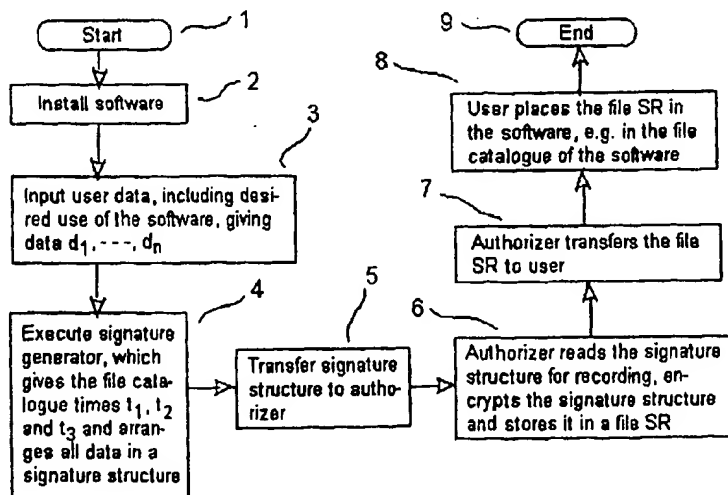 1
Start
2
Install software
3
Input user data, including desi-
red use of the software, giving
data d1, ---, dn
4
Execute signature
generator, which
gives the file cata-
logue times t1, t2
and t3 and arran-
ges all data in a
signature structure
5
Transfer signature
structure to autho-
rizer
6
Authorizer reads the signature
structure for recording, en-
crypts the signature structure
and stores it in a file SR
7
Authorizer transfers the file
SR to user
8
User places the file SR in
the software, e.g. in the file
catalogue of the software
9
End